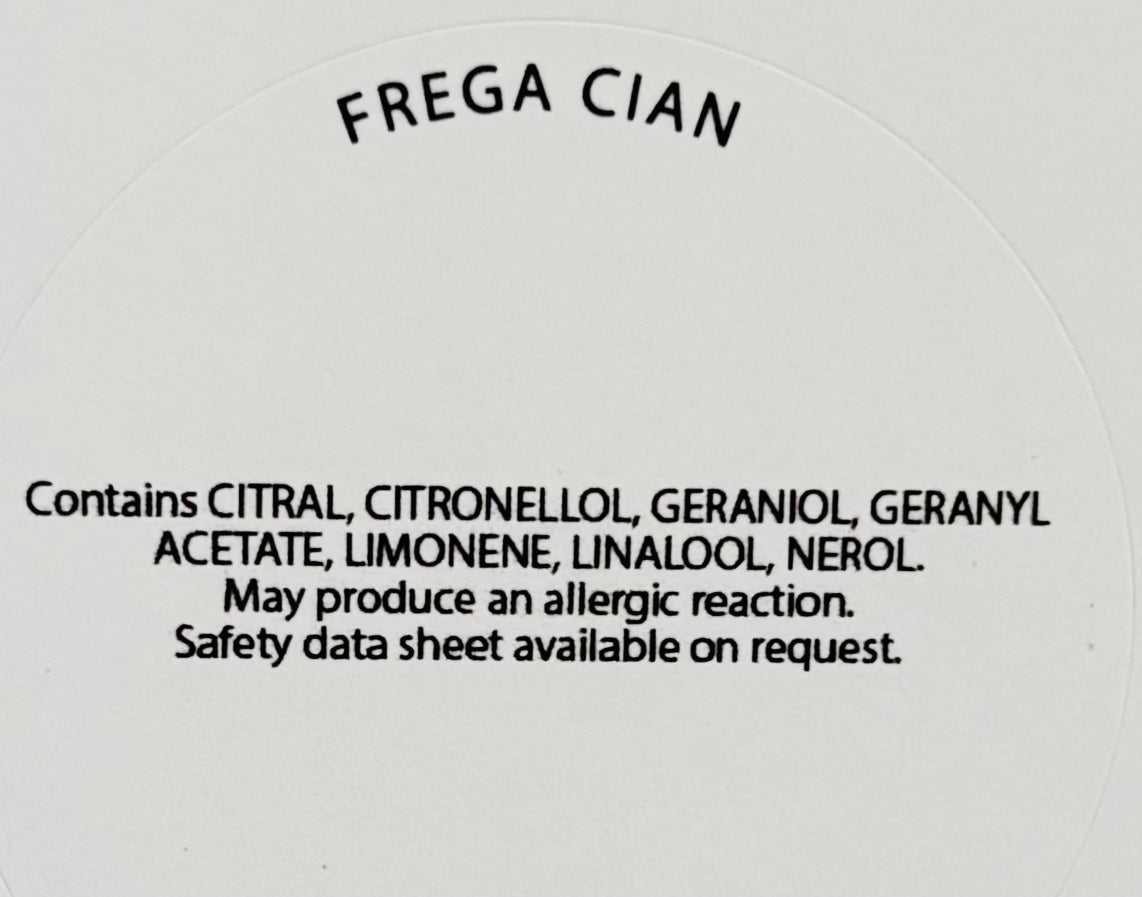 FREGA CIAN
Contains CITRAL, CITRONELLOL, GERANIOL, GERANYL
ACETATE, LIMONENE, LINALOOL, NEROL.
May produce an allergic reaction.
Safety data sheet available on request.